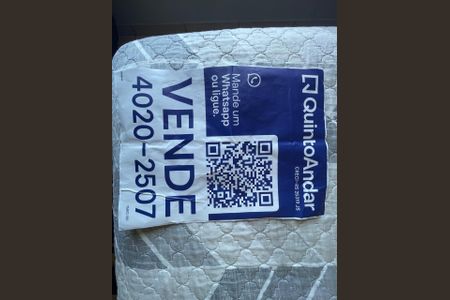 QuintoAndar
Mande um
Whatsapp
ou ligue.
VENDE
4020-2507